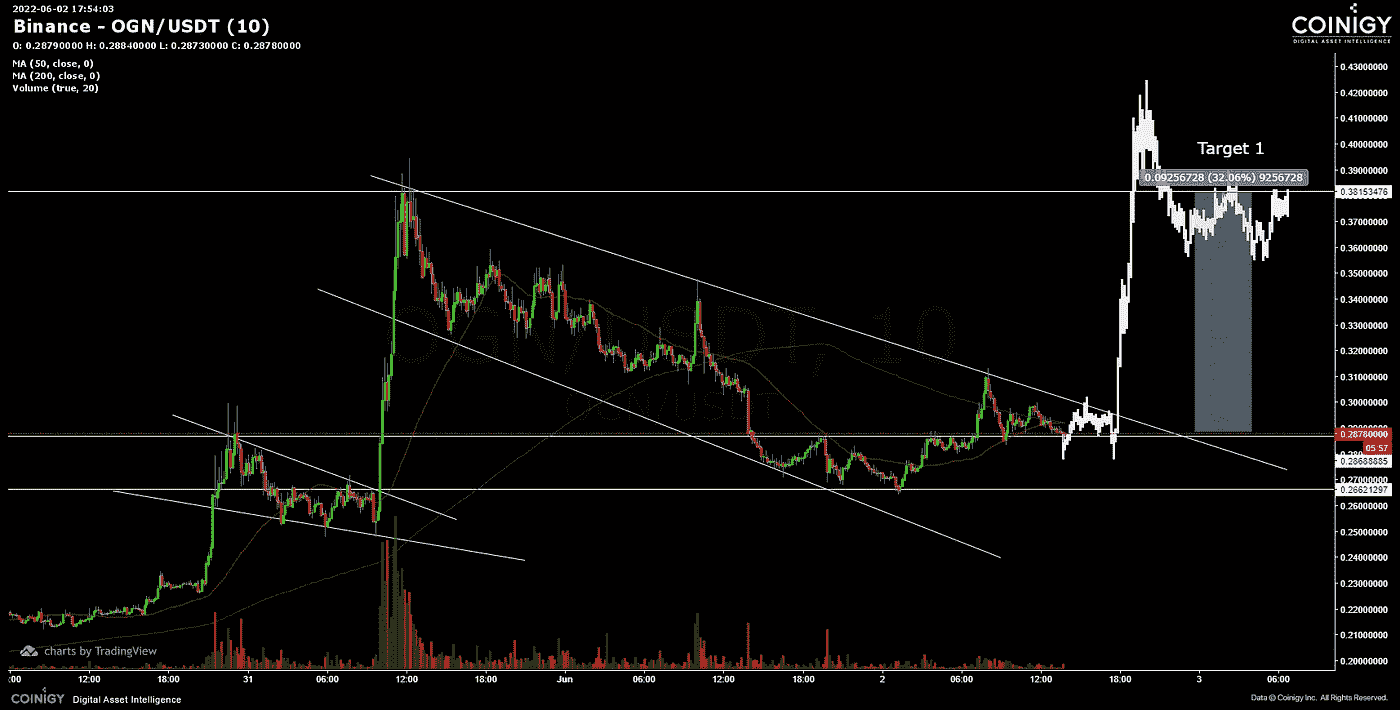 2022-06-02 17:54:03
Binance - OGN/USDT (10)
O: 0.28790000 H: 0.28840000 L: 0.28730000 C: 0.28780000
MA (50, close, 0)
MA (200, close, 0)
Volume (true, 20)
COINIGY
DIGITAL ASSET INTELLIGENCE
OGN/USDT, 10
Target 1
0.09256728 (32.06%) 9256728
0.43000000
0.42000000
0.41000000
0.40000000
0.39000000
0.38153476
0.37000000
0.36000000
0.35000000
0.34000000
0.33000000
0.32000000
0.31000000
0.30000000
0.28780000
05:57
0.28688885
0.27000000
0.26621297
0.26000000
0.25000000
0.24000000
0.23000000
0.22000000
0.21000000
0.20000000
charts by TradingView
:00 12:00 18:00 31 06:00 12:00 18:00 Jun 06:00 12:00 18:00 2 06:00 12:00 18:00 3 06:00
COINIGY Digital Asset Intelligence
Data © Coinigy Inc. All Rights Reserved.